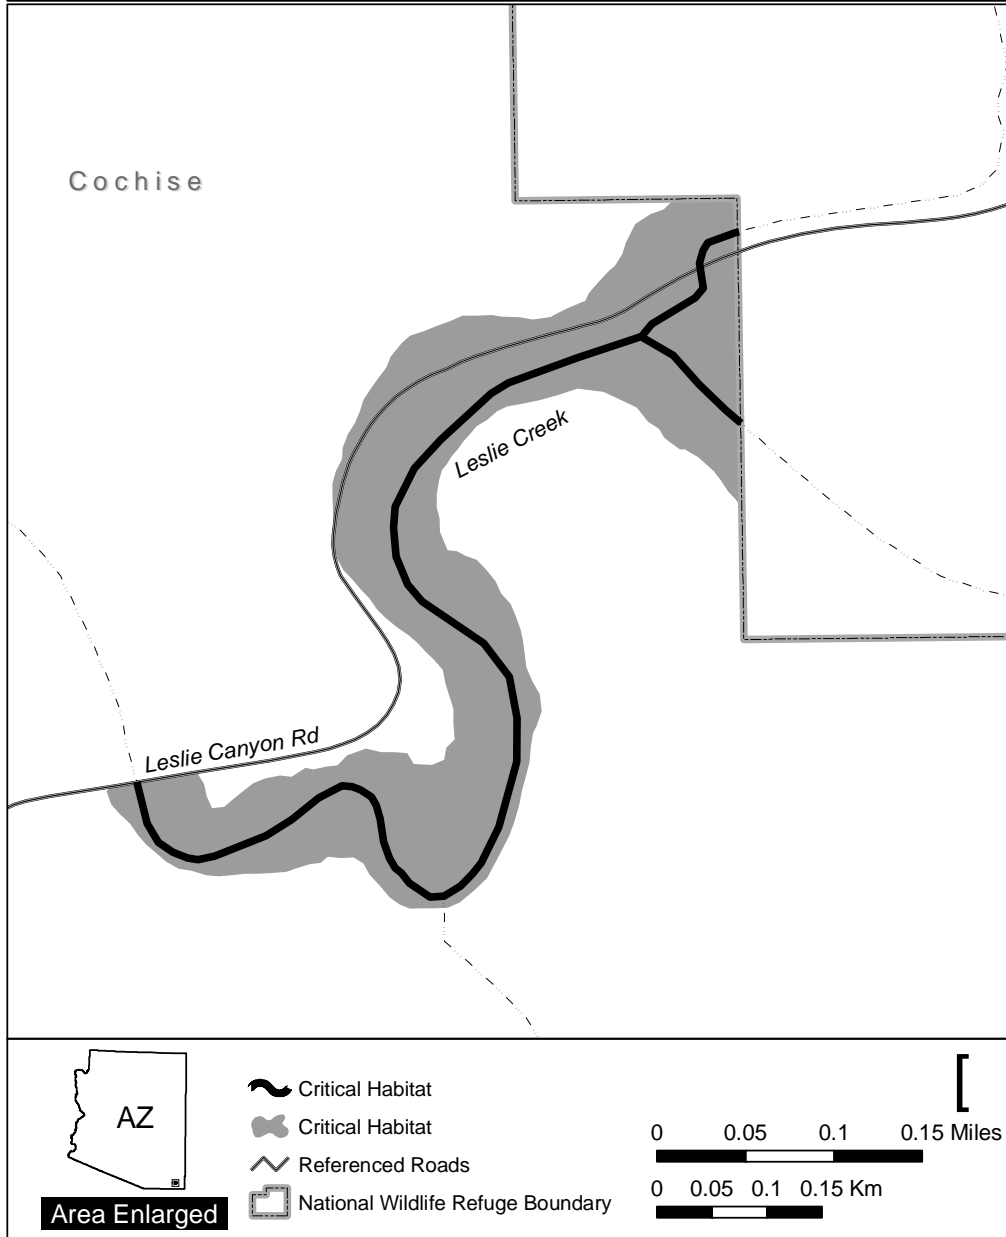 Cochise
Leslie Creek
Leslie Canyon Rd
AZ
Area Enlarged
Critical Habitat
Critical Habitat
Referenced Roads
National Wildlife Refuge Boundary
[
0 0.05 0.1 0.15 Miles
0 0.05 0.1 0.15 Km